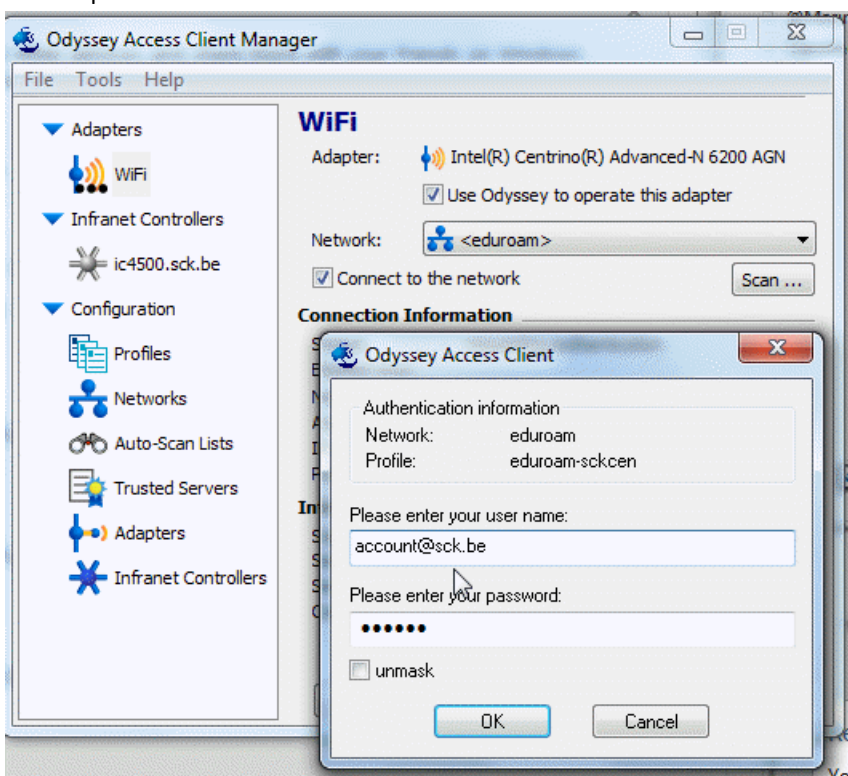 Odyssey Access Client Manager
File Tools Help
Adapters
WiFi
Infranet Controllers
ic4500.sck.be
Configuration
Profiles
Networks
Auto-Scan Lists
Trusted Servers
Adapters
Infranet Controllers
WiFi
Adapter: Intel(R) Centrino(R) Advanced-N 6200 AGN
Use Odyssey to operate this adapter
Network: <eduroam>
Connect to the network Scan ...
Connection Information
Odyssey Access Client
Authentication information
Network: eduroam
Profile: eduroam-sckcen
Please enter your user name:
account@sck.be
Please enter your password:
••••••
unmask
OK Cancel